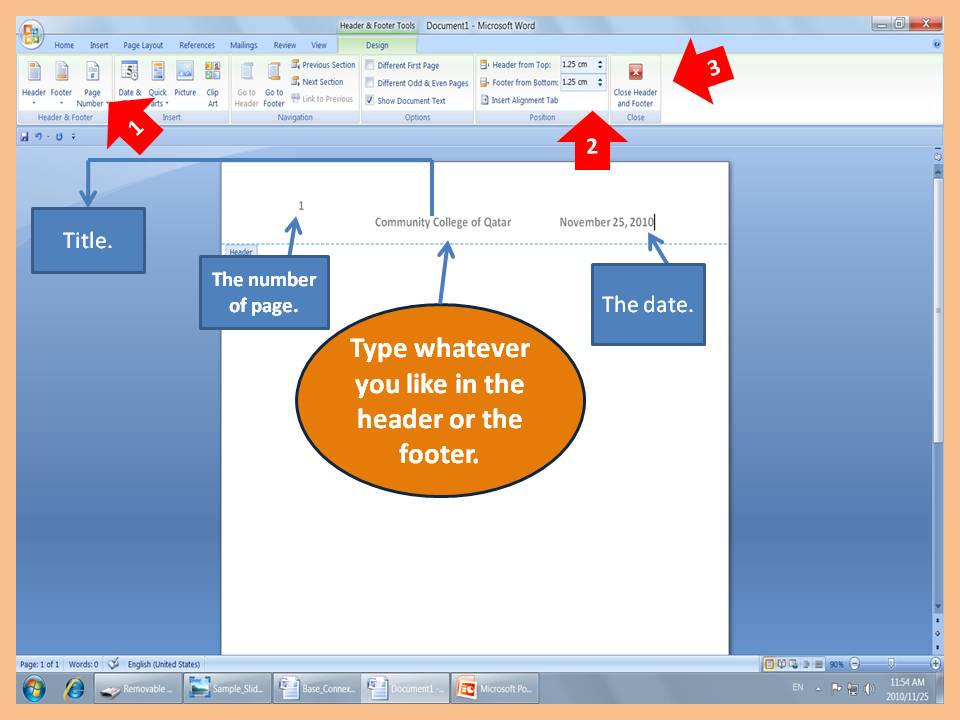 Header & Footer Tools Document1 - Microsoft Word
Home Insert Page Layout References Mailings Review View Design
Header Footer Page Number
Date & Quick Parts Picture Clip Art
Go to Header Go to Footer
Previous Section
Next Section
Link to Previous
Different First Page
Different Odd & Even Pages
Show Document Text
Header from Top: 1.25 cm
Footer from Bottom: 1.25 cm
Insert Alignment Tab
Close Header and Footer
Header & Footer Insert Navigation Options Position Close
1
2
3
1
Community College of Qatar November 25, 2010
Header
Title.
The number
of page.
The date.
Type whatever
you like in the
header or the
footer.
Page: 1 of 1 Words: 0 English (United States) 90%
Removable ... Sample_Slid... Base_Connex... Document1 -... Microsoft Po...
EN 11:54 AM
2010/11/25